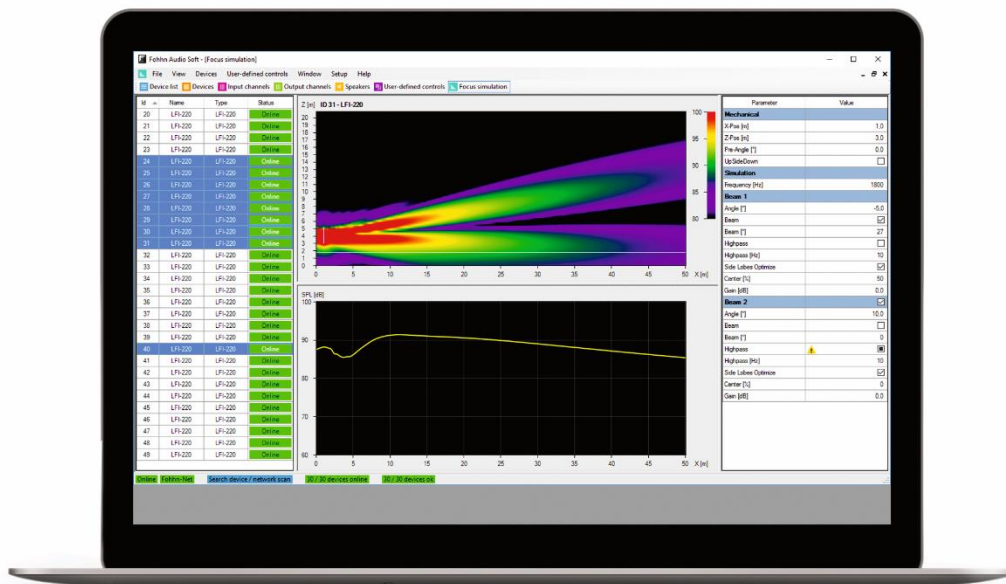 Fohhn Audio Soft - [Focus simulation]
File View Devices User-defined controls Window Setup Help
Device list Devices Input channels Output channels Speakers User-defined controls Focus simulation
Id Name Type Status
20 LFI-220 LFI-220 Online
21 LFI-220 LFI-220 Online
22 LFI-220 LFI-220 Online
23 LFI-220 LFI-220 Online
24 LFI-220 LFI-220 Online
25 LFI-220 LFI-220 Online
26 LFI-220 LFI-220 Online
27 LFI-220 LFI-220 Online
28 LFI-220 LFI-220 Online
29 LFI-220 LFI-220 Online
30 LFI-220 LFI-220 Online
31 LFI-220 LFI-220 Online
32 LFI-220 LFI-220 Online
33 LFI-220 LFI-220 Online
34 LFI-220 LFI-220 Online
35 LFI-220 LFI-220 Online
36 LFI-220 LFI-220 Online
37 LFI-220 LFI-220 Online
38 LFI-220 LFI-220 Online
39 LFI-220 LFI-220 Online
40 LFI-220 LFI-220 Online
41 LFI-220 LFI-220 Online
42 LFI-220 LFI-220 Online
43 LFI-220 LFI-220 Online
44 LFI-220 LFI-220 Online
45 LFI-220 LFI-220 Online
46 LFI-220 LFI-220 Online
47 LFI-220 LFI-220 Online
48 LFI-220 LFI-220 Online
49 LFI-220 LFI-220 Online
Z [m] ID 31 - LFI-220
20
19
18
17
16
15
14
13
12
11
10
9
8
7
6
5
4
3
2
1
0
0 5 10 15 20 25 30 35 40 45 50 X [m]
100
95
90
85
80
SPL [dB]
100
90
80
70
60
0 5 10 15 20 25 30 35 40 45 50 X [m]
Parameter Value
Mechanical
X-Pos [m] 1,0
Z-Pos [m] 3,0
Pre-Angle [°] 0.0
UpSideDown
Simulation
Frequency [Hz] 1800
Beam 1
Angle [°] -5.0
Beam
Beam [°] 27
Highpass
Highpass [Hz] 10
Side Lobes Optimize
Center [%] 50
Gain [dB] 0.0
Beam 2
Angle [°] 10.0
Beam
Beam [°] 0
Highpass
Highpass [Hz] 10
Side Lobes Optimize
Center [%] 0
Gain [dB] 0.0
Online Fohhn-Net Search device / network scan 30 / 30 devices online 30 / 30 devices ok